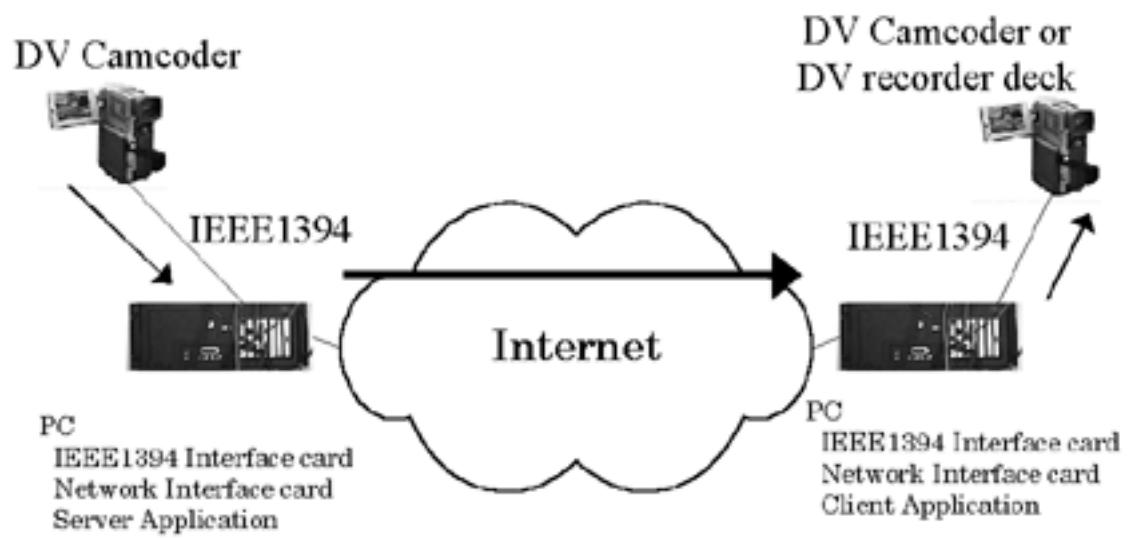 DV Camcoder
DV Camcoder or
DV recorder deck
IEEE1394
IEEE1394
Internet
PC
IEEE1394 Interface card
Network Interface card
Server Application
PC
IEEE1394 Interface card
Network Interface card
Client Application